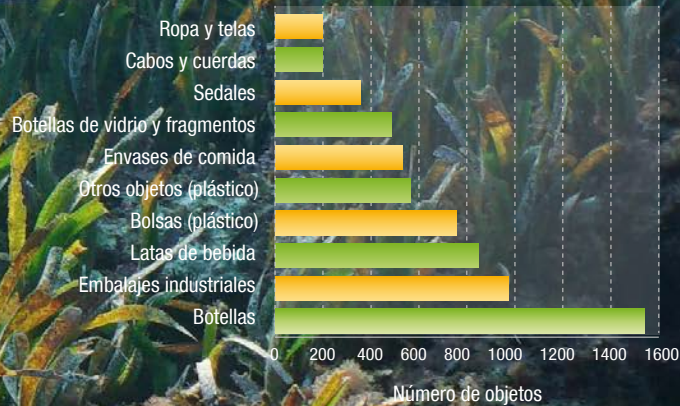 Ropa y telas
Cabos y cuerdas
Sedales
Botellas de vidrio y fragmentos
Envases de comida
Otros objetos (plástico)
Bolsas (plástico)
Latas de bebida
Embalajes industriales
Botellas
0 200 400 600 800 1000 1200 1400 1600
Número de objetos